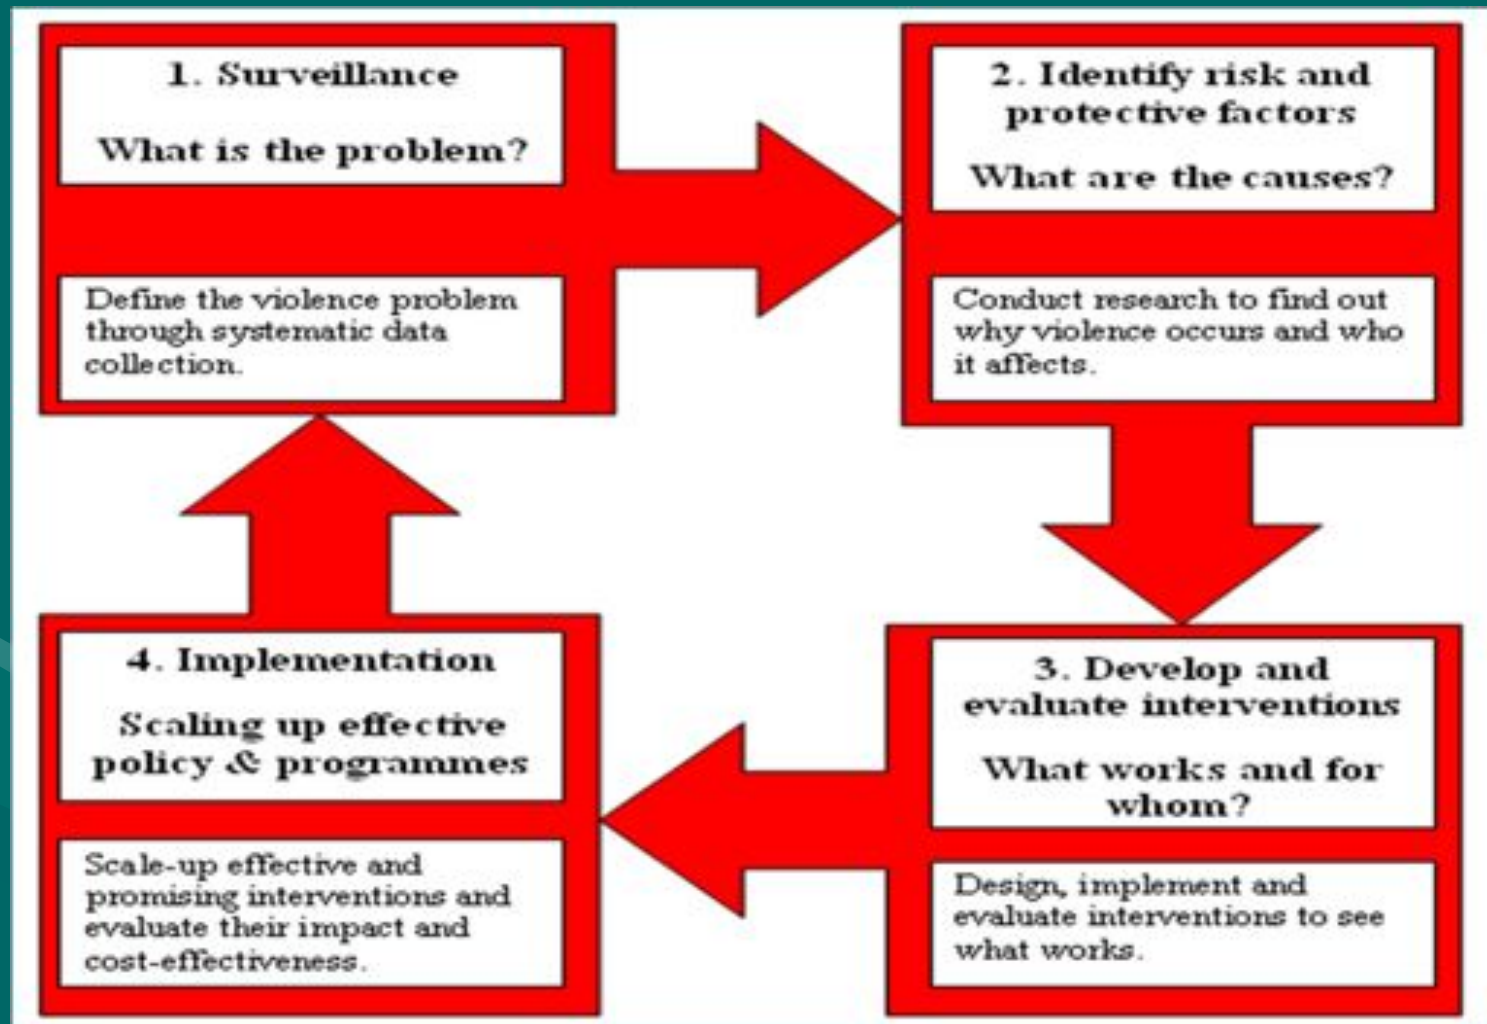 1. Surveillance
What is the problem?
Define the violence problem
through systematic data
collection.
2. Identify risk and
protective factors
What are the causes?
Conduct research to find out
why violence occurs and who
it affects.
3. Develop and
evaluate interventions
What works and for
whom?
Design, implement and
evaluate interventions to see
what works.
4. Implementation
Scaling up effective
policy & programmes
Scale-up effective and
promising interventions and
evaluate their impact and
cost-effectiveness.